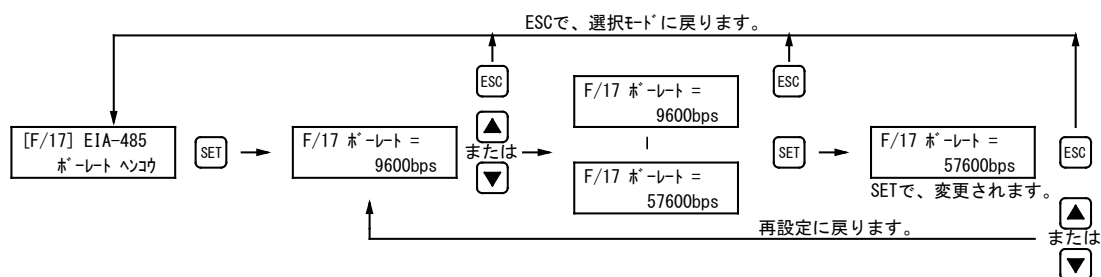 ESCで、選択ﾓｰﾄﾞに戻ります。
ESC
ESC
[F/17] EIA-485
ﾎﾞｰﾚｰﾄ ﾍﾝｺｳ
SET
F/17 ﾎﾞｰﾚｰﾄ =
9600bps
または
F/17 ﾎﾞｰﾚｰﾄ =
9600bps
F/17 ﾎﾞｰﾚｰﾄ =
57600bps
SET
F/17 ﾎﾞｰﾚｰﾄ =
57600bps
ESC
SETで、変更されます。
再設定に戻ります。
または